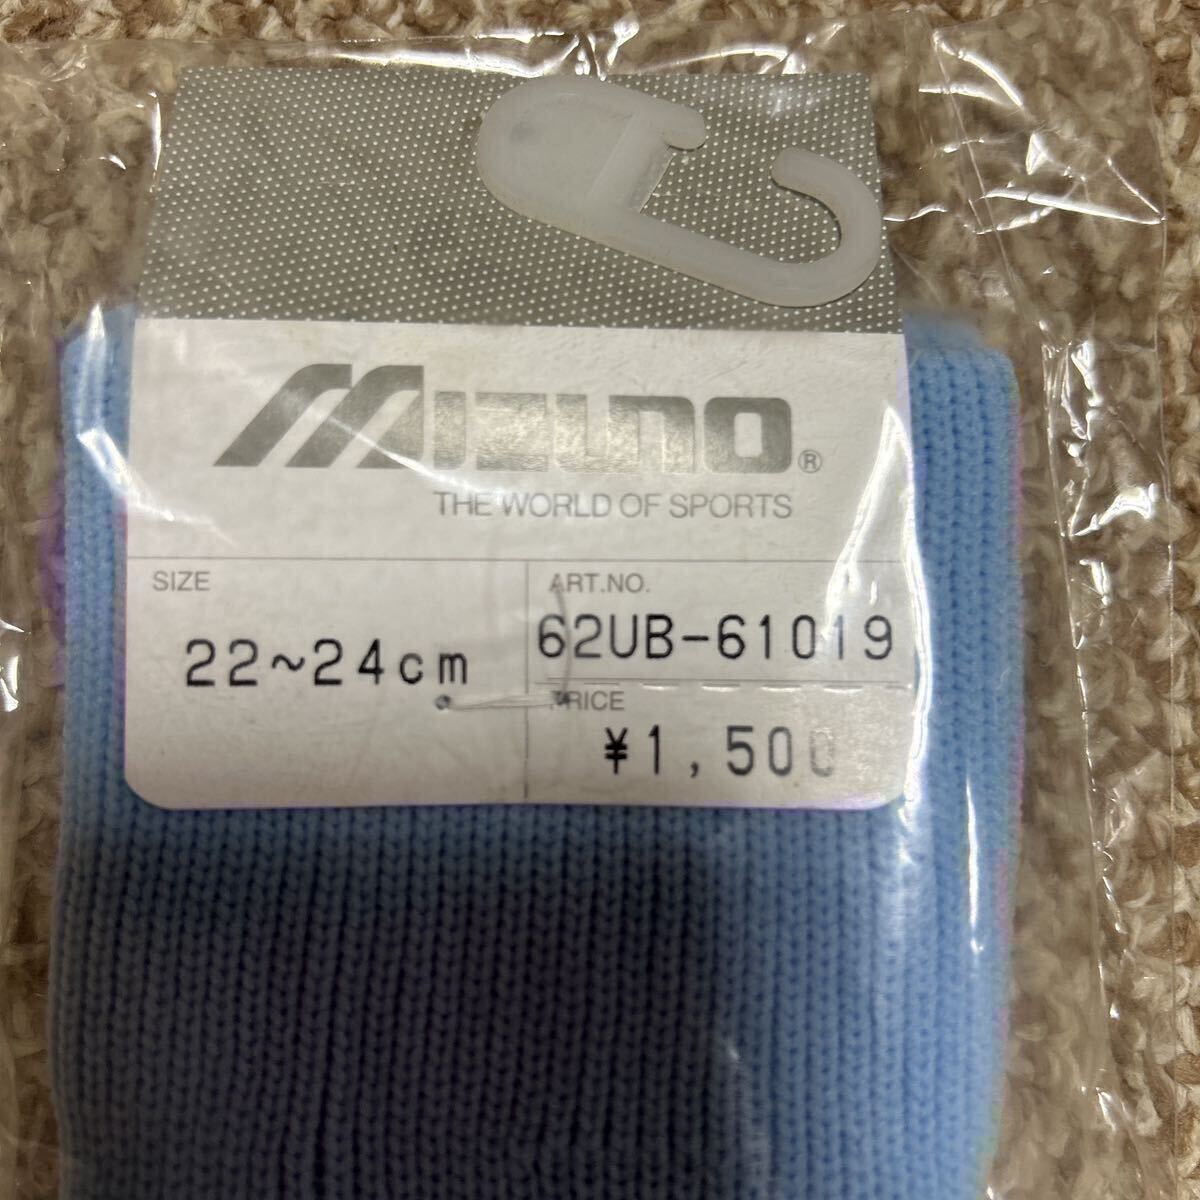 MIZUNO®
THE WORLD OF SPORTS
SIZE
22~24cm
ART.NO.
62UB-61019
PRICE
¥1,500